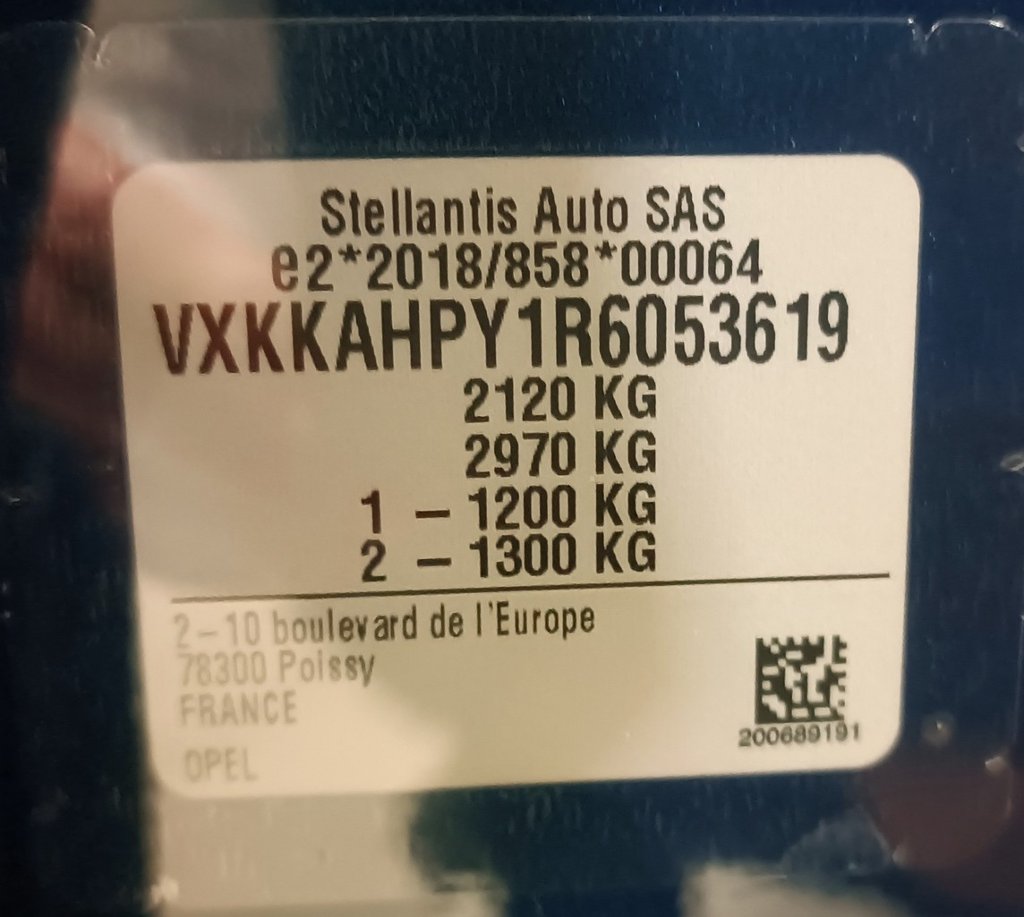 Stellantis Auto SAS
e2*2018/858*00064
VXKKAHPY1R6053619
2120 KG
2970 KG
1 – 1200 KG
2 – 1300 KG
2–10 boulevard de l'Europe
78300 Poissy
FRANCE
200689191
OPEL